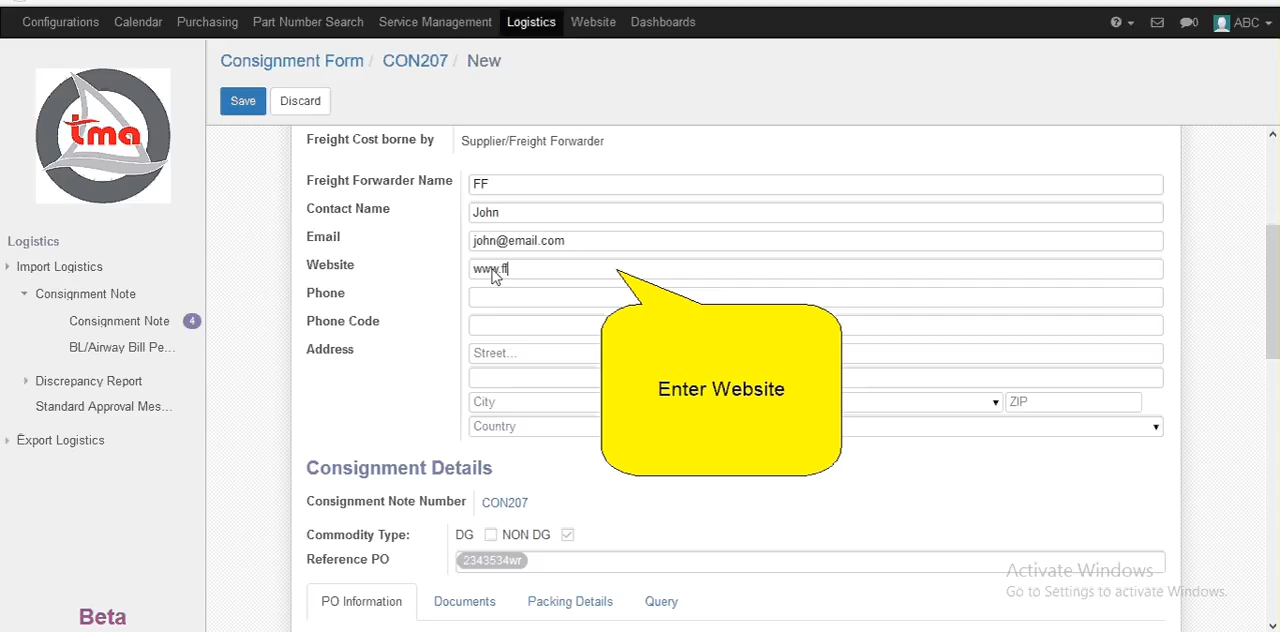 Configurations Calendar Purchasing Part Number Search Service Management Logistics Website Dashboards 0 ABC
Consignment Form / CON207 / New
Save Discard
tma
Freight Cost borne by Supplier/Freight Forwarder
Freight Forwarder Name FF
Contact Name John
Email john@email.com
Website www.ff
Phone
Phone Code
Address Street...
City ZIP
Country
Enter Website
Logistics
Import Logistics
Consignment Note
Consignment Note 4
BL/Airway Bill Pe...
Discrepancy Report
Standard Approval Mes...
Export Logistics
Beta
Consignment Details
Consignment Note Number CON207
Commodity Type: DG NON DG
Reference PO 2343534wr
PO Information Documents Packing Details Query
Activate Windows
Go to Settings to activate Windows.